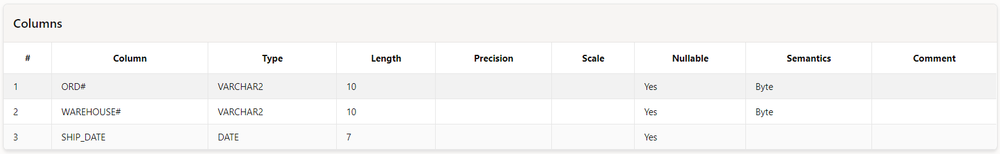 Columns
# Column Type Length Precision Scale Nullable Semantics Comment
1 ORD# VARCHAR2 10 Yes Byte
2 WAREHOUSE# VARCHAR2 10 Yes Byte
3 SHIP_DATE DATE 7 Yes